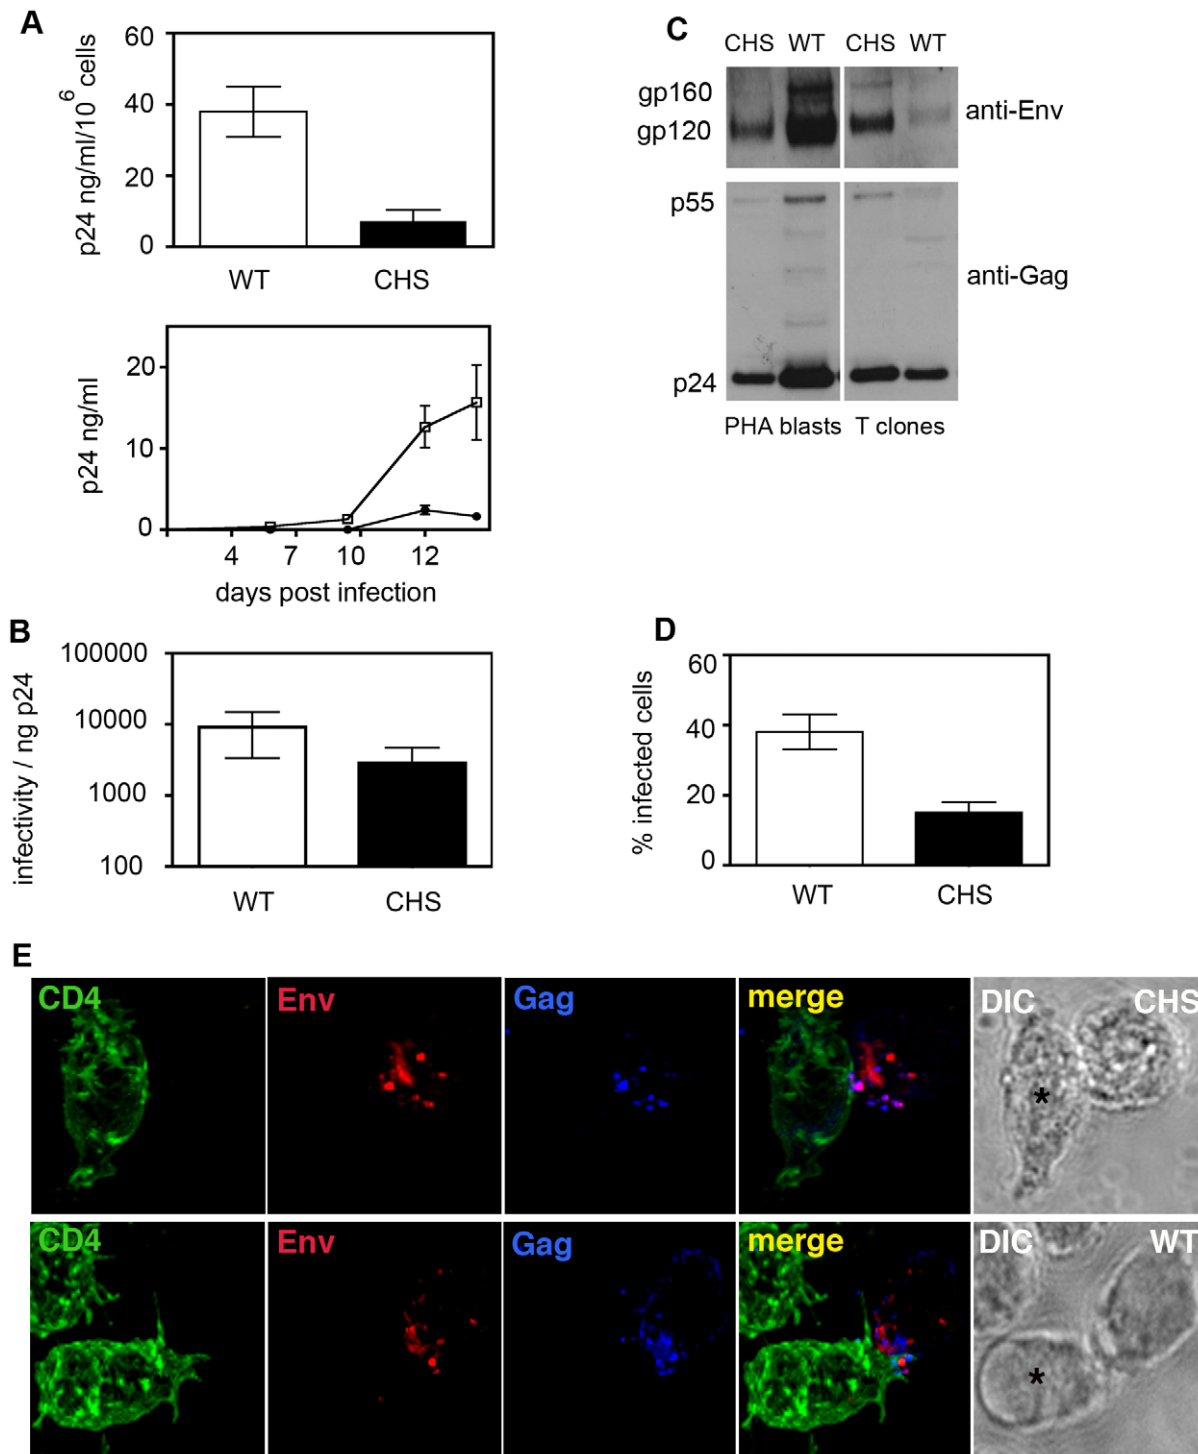 A
60
40
20
0
p24 ng/ml/10^6 cells
WT CHS
20
10
0
p24 ng/ml
4 7 10 12
days post infection
B
100000
10000
1000
100
infectivity / ng p24
WT CHS
C
CHS WT CHS WT
gp160
gp120
anti-Env
p55
anti-Gag
p24
PHA blasts T clones
D
60
40
20
0
% infected cells
WT CHS
E
CD4 Env Gag merge DIC CHS
*
CD4 Env Gag merge DIC WT
*